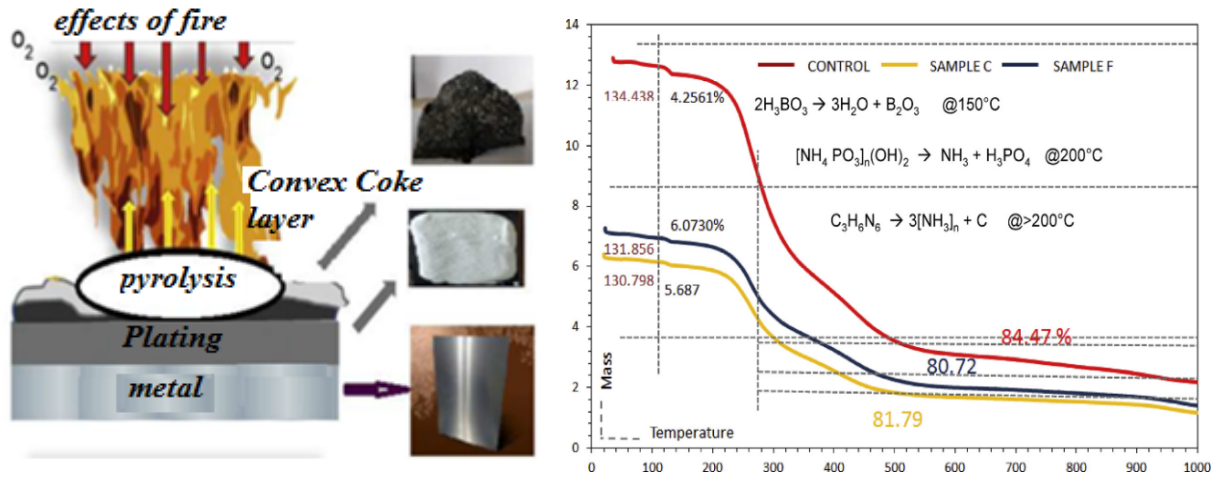 effects of fire
O2
O2
O2
Convex Coke
layer
pyrolysis
Plating
metal
14
12
10
8
6
4
2
0
CONTROL
SAMPLE C
SAMPLE F
134.438
4.2561%
2H3BO3 → 3H2O + B2O3 @150°C
[NH4 PO3]n(OH)2 → NH3 + H3PO4 @200°C
C3H6N6 → 3[NH3]n + C @>200°C
6.0730%
131.856
130.798
5.687
84.47%
80.72
81.79
Mass
Temperature
0 100 200 300 400 500 600 700 800 900 1000